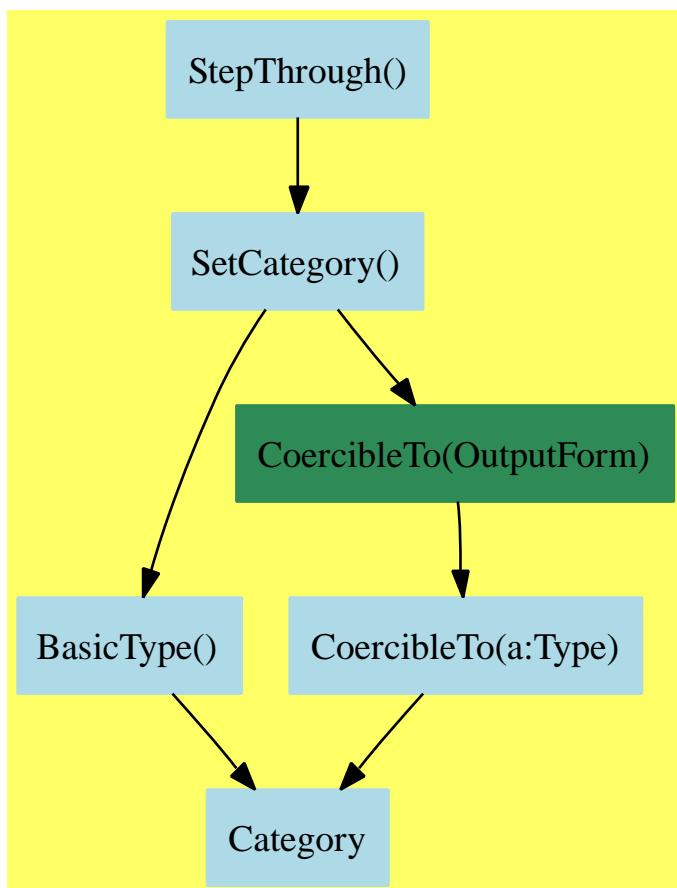 StepThrough()
SetCategory()
CoercibleTo(OutputForm)
BasicType()
CoercibleTo(a:Type)
Category